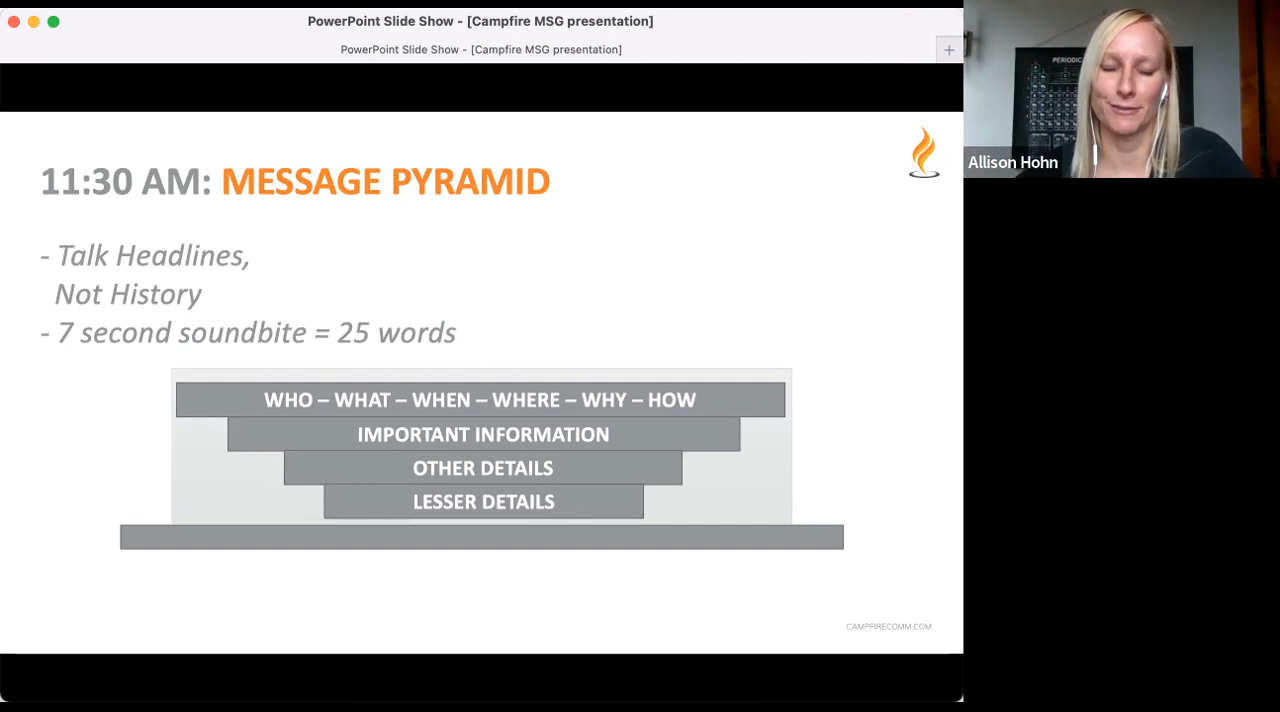 PowerPoint Slide Show - [Campfire MSG presentation]
PowerPoint Slide Show - [Campfire MSG presentation]
+
11:30 AM: MESSAGE PYRAMID
- Talk Headlines,
Not History
- 7 second soundbite = 25 words
WHO – WHAT – WHEN – WHERE – WHY – HOW
IMPORTANT INFORMATION
OTHER DETAILS
LESSER DETAILS
CAMPFIRECOMM.COM
Allison Hohn